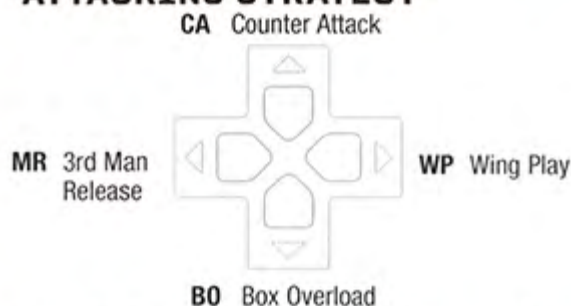 ATTACKING STRATEGY
CA Counter Attack
MR 3rd Man
Release
WP Wing Play
BO Box Overload